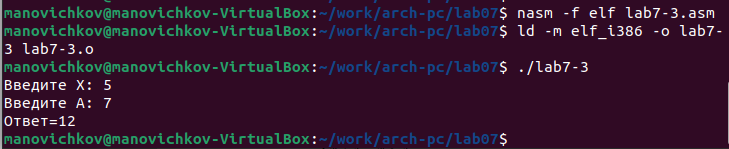 manovichkov@manovichkov-VirtualBox:~/work/arch-pc/lab07$ nasm -f elf lab7-3.asm
manovichkov@manovichkov-VirtualBox:~/work/arch-pc/lab07$ ld -m elf_i386 -o lab7-
3 lab7-3.o
manovichkov@manovichkov-VirtualBox:~/work/arch-pc/lab07$ ./lab7-3
Введите X: 5
Введите A: 7
Ответ=12
manovichkov@manovichkov-VirtualBox:~/work/arch-pc/lab07$